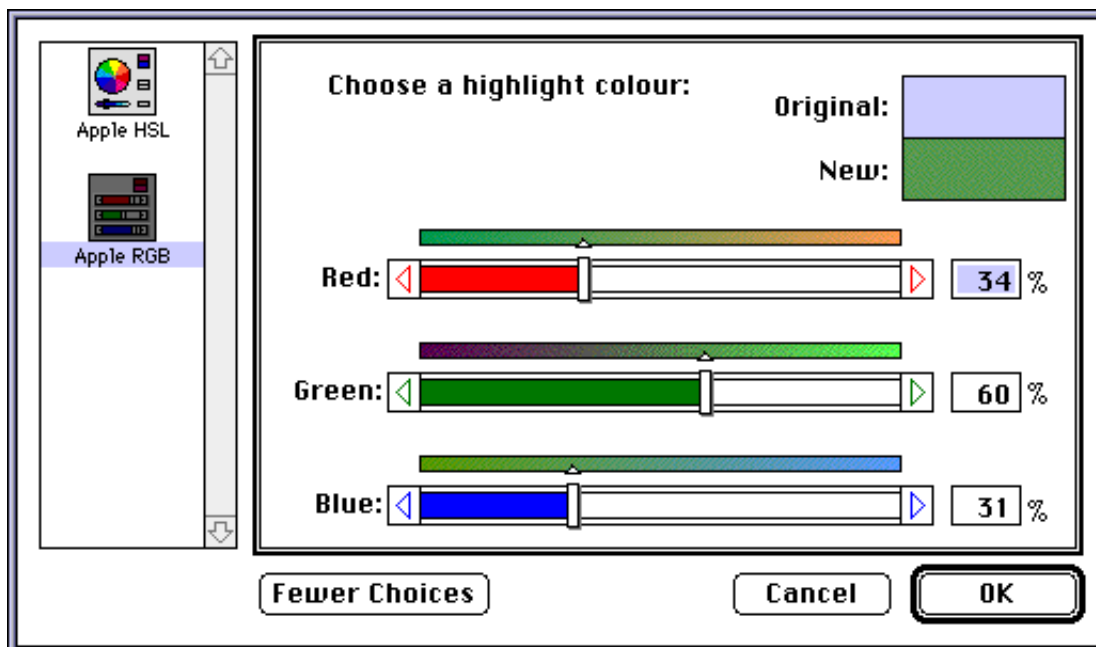 Apple HSL
Apple RGB
Choose a highlight colour:
Original:
New:
Red: 34 %
Green: 60 %
Blue: 31 %
Fewer Choices Cancel OK